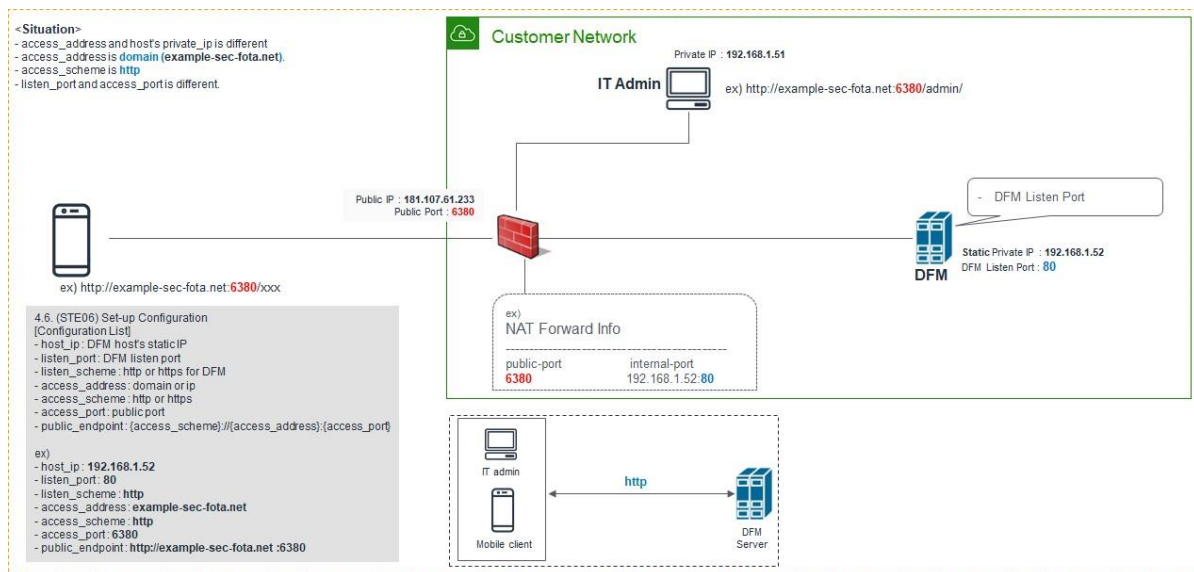 <Situation>
- access_address and host's private_ip is different
- access_address is domain (example-sec-fota.net).
- access_scheme is http
- listen_port and access_port is different.
Customer Network
Private IP : 192.168.1.51
IT Admin
ex) http://example-sec-fota.net:6380/admin/
Public IP : 181.107.61.233
Public Port : 6380
- DFM Listen Port
Static Private IP : 192.168.1.52
DFM Listen Port : 80
DFM
ex) http://example-sec-fota.net:6380/xxx
ex)
NAT Forward Info
public-port internal-port
6380 192.168.1.52:80
4.6. (STE06) Set-up Configuration
[Configuration List]
- host_ip : DFM host's static IP
- listen_port : DFM listen port
- listen_scheme : http or https for DFM
- access_address : domain or ip
- access_scheme : http or https
- access_port : public port
- public_endpoint : {access_scheme}://{access_address}:{access_port}
ex)
- host_ip : 192.168.1.52
- listen_port : 80
- listen_scheme : http
- access_address : example-sec-fota.net
- access_scheme : http
- access_port : 6380
- public_endpoint : http://example-sec-fota.net :6380
IT admin
http
Mobile client
DFM
Server